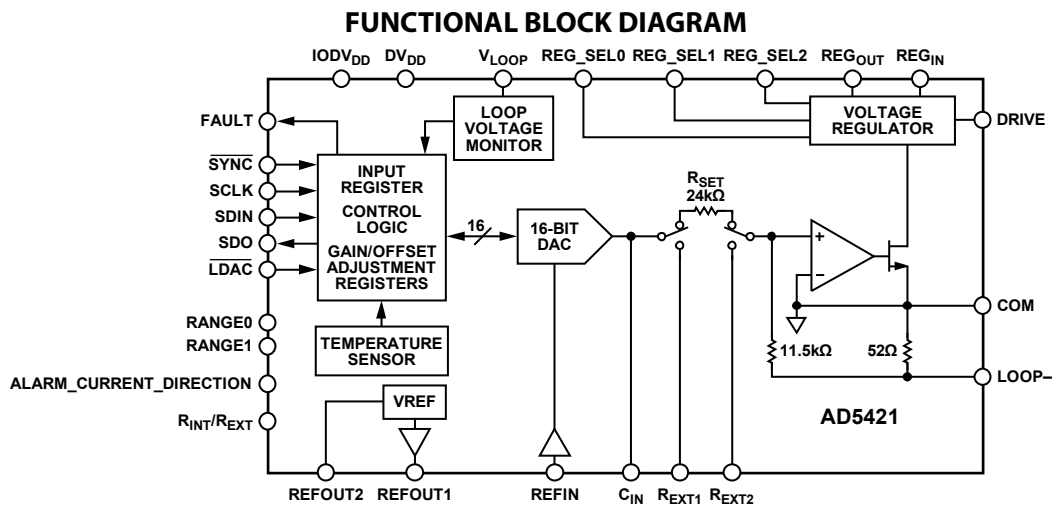 FUNCTIONAL BLOCK DIAGRAM
IODVDD
DVDD
VLOOP
REG_SEL0
REG_SEL1
REG_SEL2
REGOUT
REGIN
FAULT
SYNC
SCLK
SDIN
SDO
LDAC
RANGE0
RANGE1
ALARM_CURRENT_DIRECTION
RINT/REXT
INPUT
REGISTER
CONTROL
LOGIC
GAIN/OFFSET
ADJUSTMENT
REGISTERS
LOOP
VOLTAGE
MONITOR
TEMPERATURE
SENSOR
VREF
16
16-BIT
DAC
RSET
24kΩ
VOLTAGE
REGULATOR
+
–
11.5kΩ
52Ω
DRIVE
COM
LOOP–
AD5421
REFOUT2
REFOUT1
REFIN
CIN
REXT1
REXT2